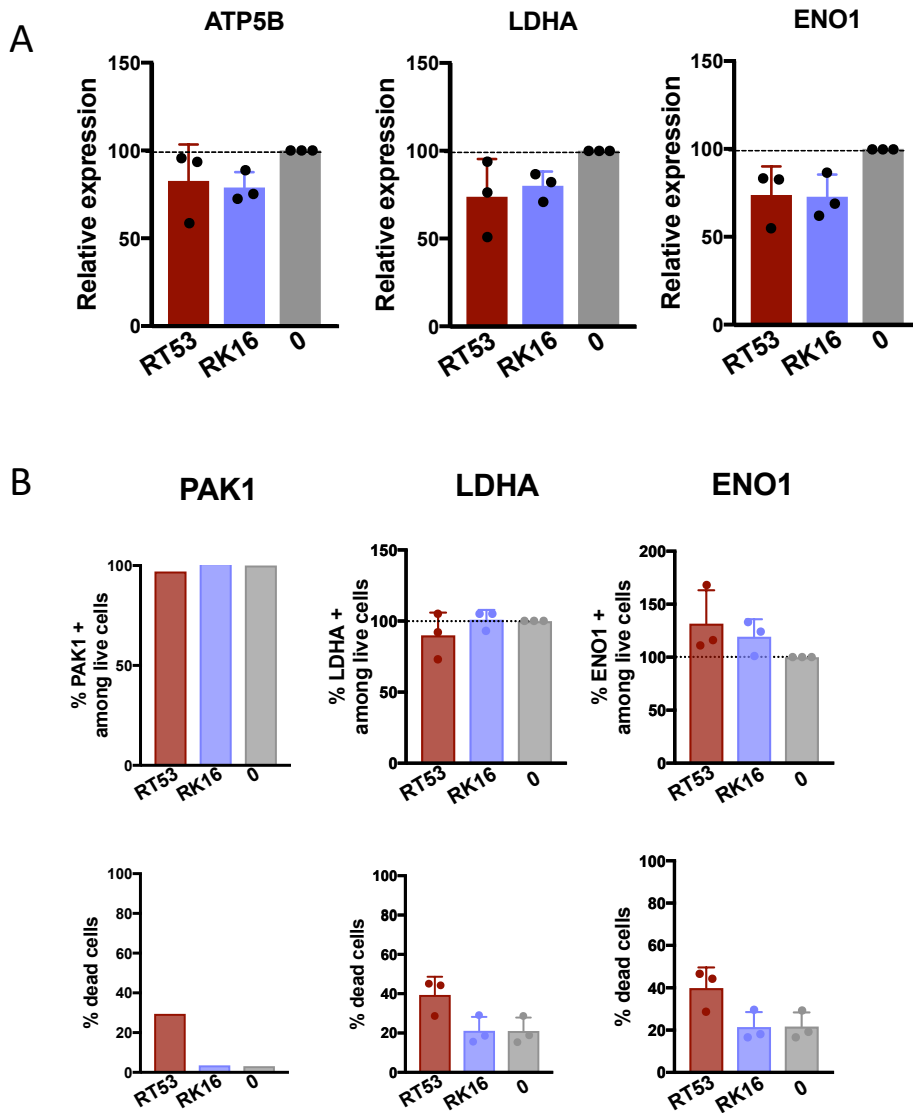 A
ATP5B
LDHA
ENO1
Relative expression
150
100
50
0
RT53
RK16
0
Relative expression
150
100
50
0
RT53
RK16
0
Relative expression
150
100
50
0
RT53
RK16
0
B
PAK1
LDHA
ENO1
% PAK1 +
among live cells
100
50
0
RT53
RK16
0
% LDHA +
among live cells
150
100
50
0
RT53
RK16
0
% ENO1 +
among live cells
200
150
100
50
0
RT53
RK16
0
% dead cells
100
80
60
40
20
0
RT53
RK16
0
% dead cells
100
80
60
40
20
0
RT53
RK16
0
% dead cells
100
80
60
40
20
0
RT53
RK16
0